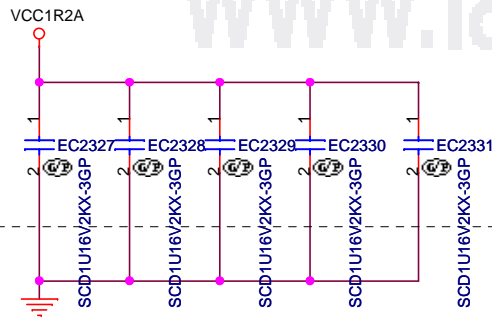 VCC1R2A
www.
1 1 1 1 1
EC2327 EC2328 EC2329 EC2330 EC2331
2 G/P 2 G/P 2 G/P 2 G/P 2 G/P
SCD1U16V2KX-3GP SCD1U16V2KX-3GP SCD1U16V2KX-3GP SCD1U16V2KX-3GP SCD1U16V2KX-3GP